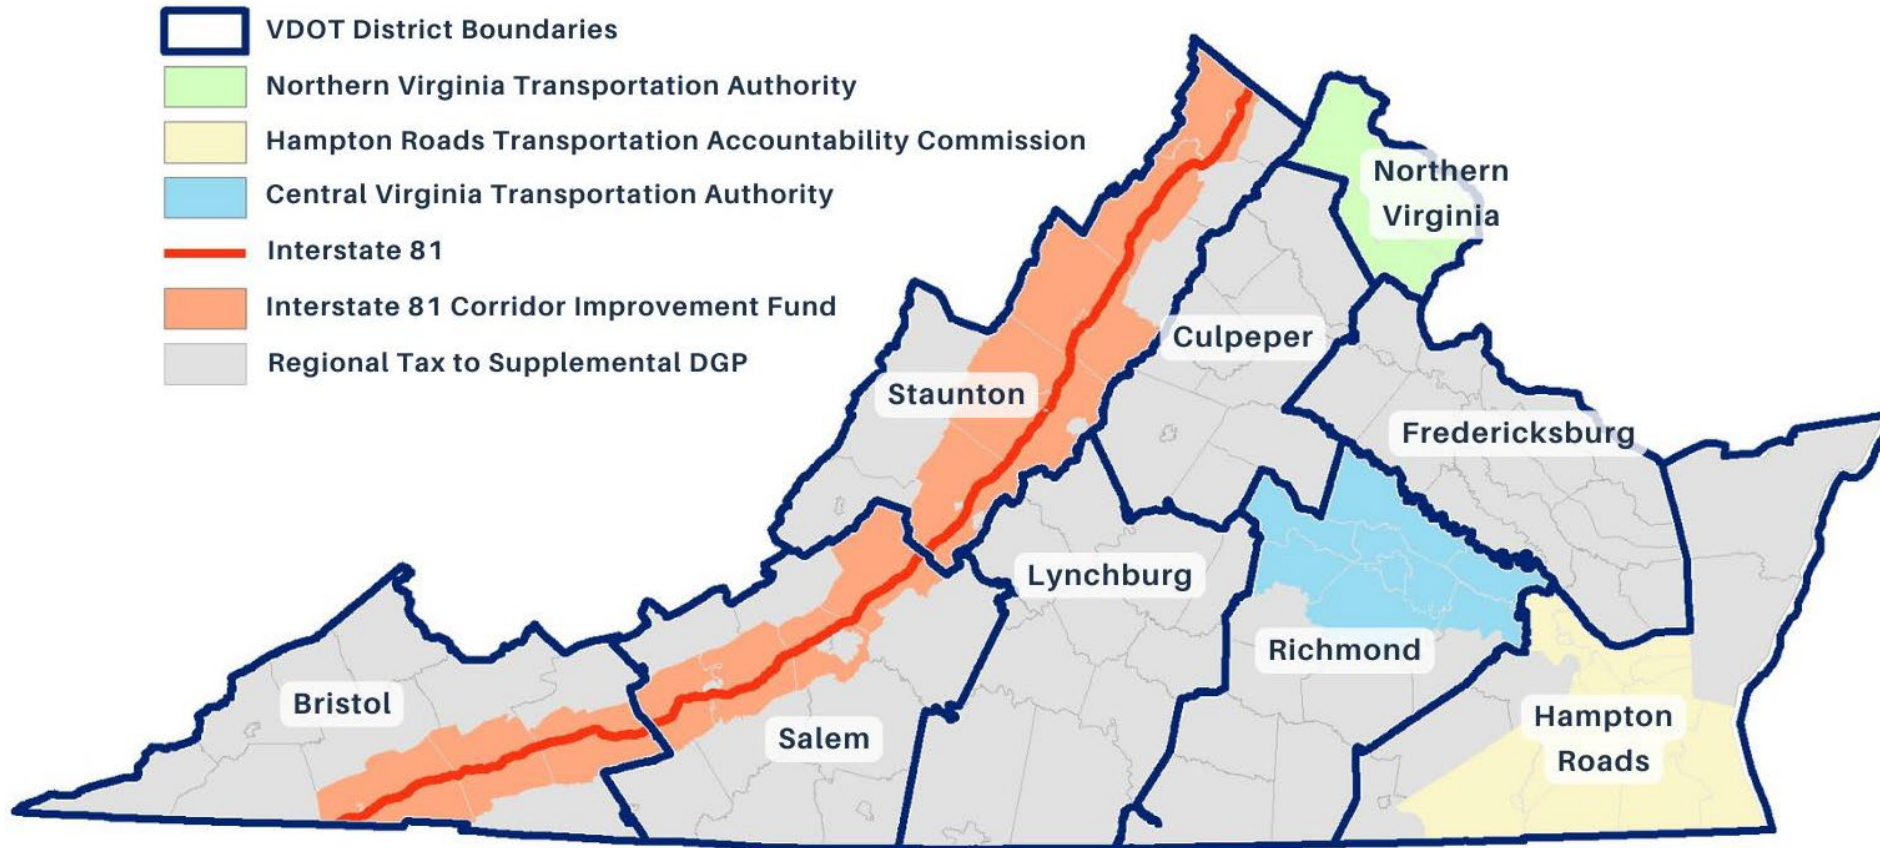 VDOT District Boundaries
Northern Virginia Transportation Authority
Hampton Roads Transportation Accountability Commission
Central Virginia Transportation Authority
Interstate 81
Interstate 81 Corridor Improvement Fund
Regional Tax to Supplemental DGP
Northern
Virginia
Culpeper
Staunton
Fredericksburg
Lynchburg
Richmond
Bristol
Salem
Hampton
Roads